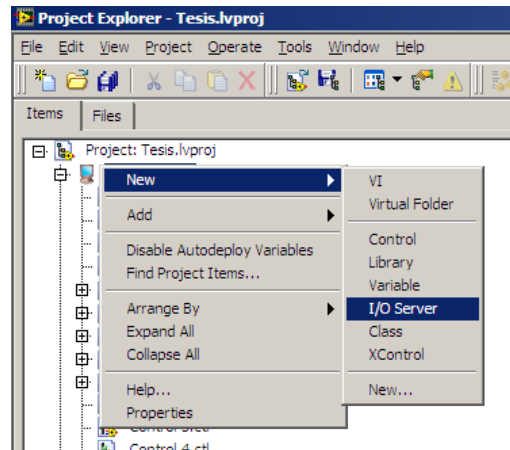 Project Explorer - Tesis.lvproj
File Edit View Project Operate Tools Window Help
Items Files
Project: Tesis.lvproj
New
Add
Disable Autodeploy Variables
Find Project Items...
Arrange By
Expand All
Collapse All
Help...
Properties
VI
Virtual Folder
Control
Library
Variable
I/O Server
Class
XControl
New...
Control 4.ctl